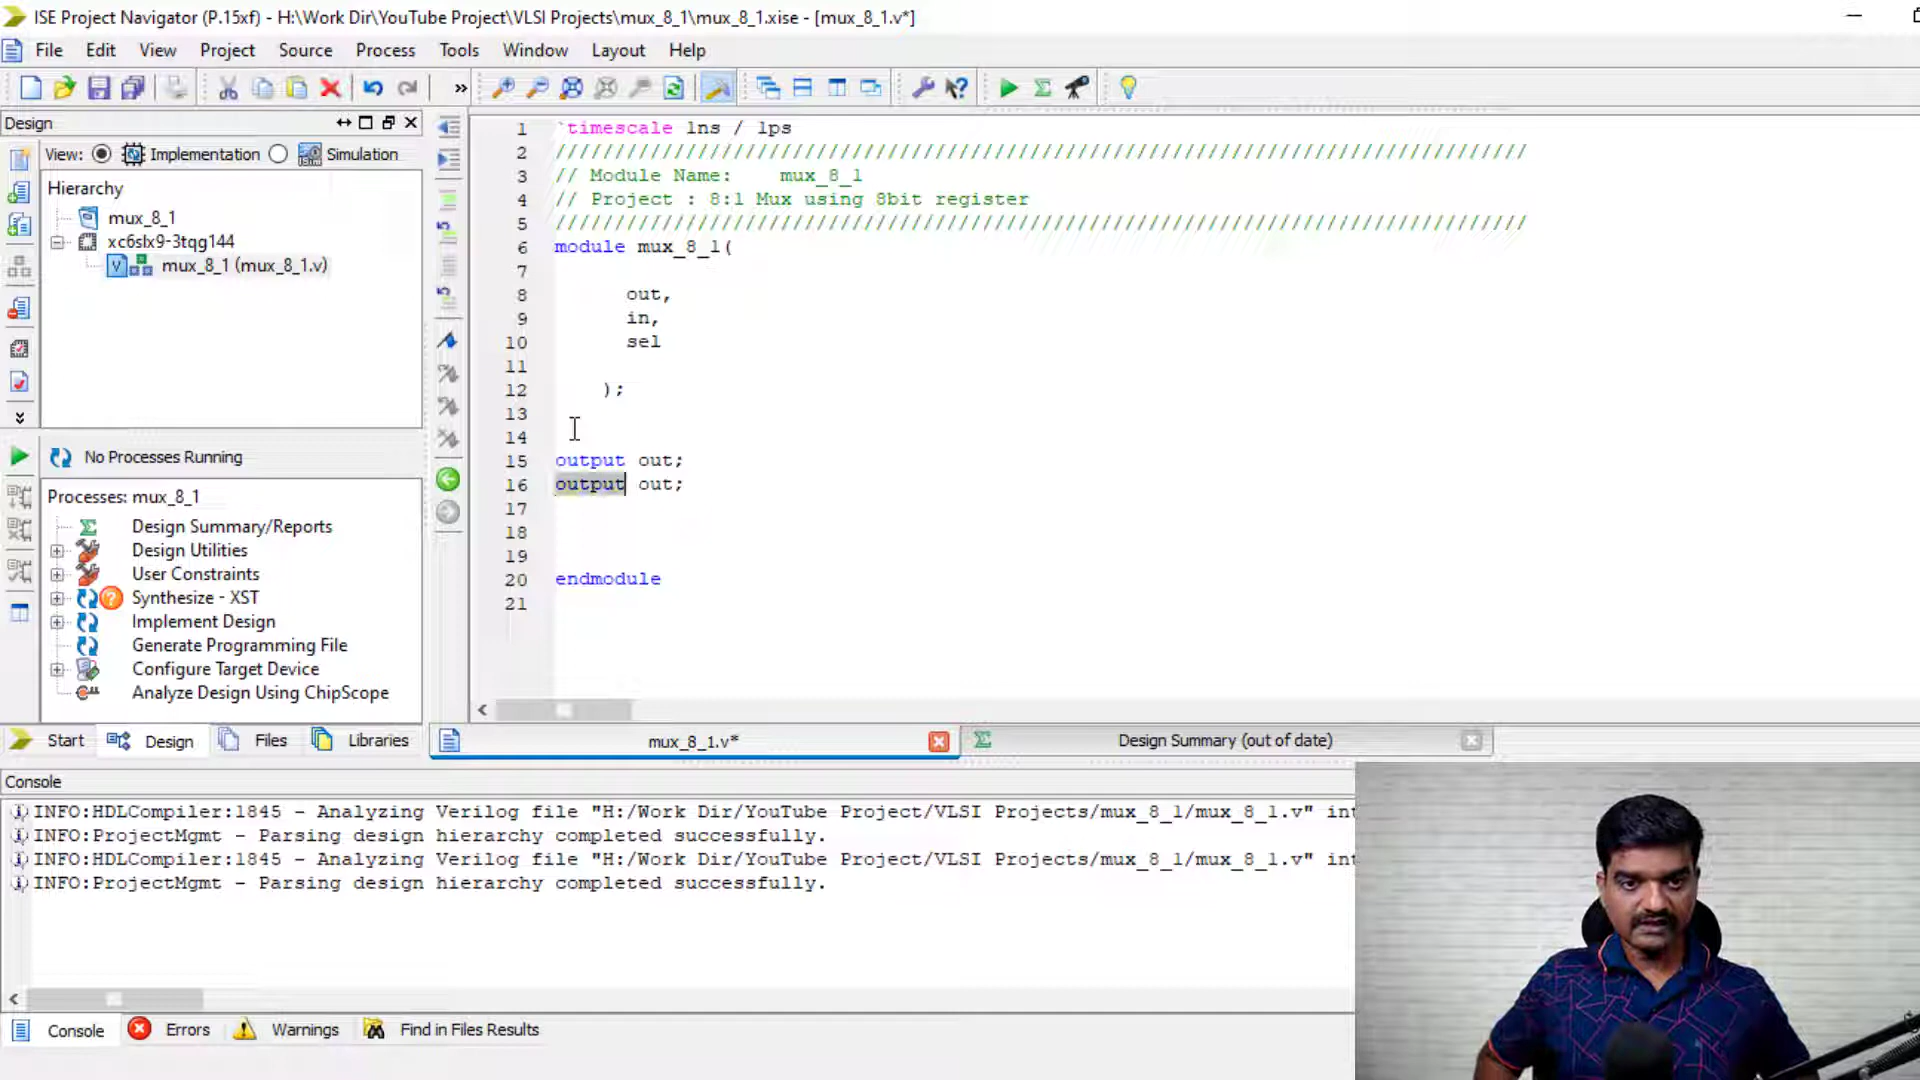 ISE Project Navigator (P.15xf) - H:\Work Dir\YouTube Project\VLSI Projects\mux_8_1\mux_8_1.xise - [mux_8_1.v*]
File Edit View Project Source Process Tools Window Layout Help
»
Design
View: Implementation Simulation
Hierarchy
mux_8_1
xc6slx9-3tqg144
mux_8_1 (mux_8_1.v)
No Processes Running
Processes: mux_8_1
Design Summary/Reports
Design Utilities
User Constraints
Synthesize - XST
Implement Design
Generate Programming File
Configure Target Device
Analyze Design Using ChipScope
Start Design Files Libraries
1 `timescale 1ns / 1ps
2 //////////////////////////////////////////////////////////////////////////////////
3 // Module Name: mux_8_1
4 // Project : 8:1 Mux using 8bit register
5 //////////////////////////////////////////////////////////////////////////////////
6 module mux_8_1(
7
8 out,
9 in,
10 sel
11
12 );
13
14
15 output out;
16 output out;
17
18
19
20 endmodule
21
mux_8_1.v* Design Summary (out of date)
Console
INFO:HDLCompiler:1845 - Analyzing Verilog file "H:/Work Dir/YouTube Project/VLSI Projects/mux_8_1/mux_8_1.v" int
INFO:ProjectMgmt - Parsing design hierarchy completed successfully.
INFO:HDLCompiler:1845 - Analyzing Verilog file "H:/Work Dir/YouTube Project/VLSI Projects/mux_8_1/mux_8_1.v" int
INFO:ProjectMgmt - Parsing design hierarchy completed successfully.
Console Errors Warnings Find in Files Results